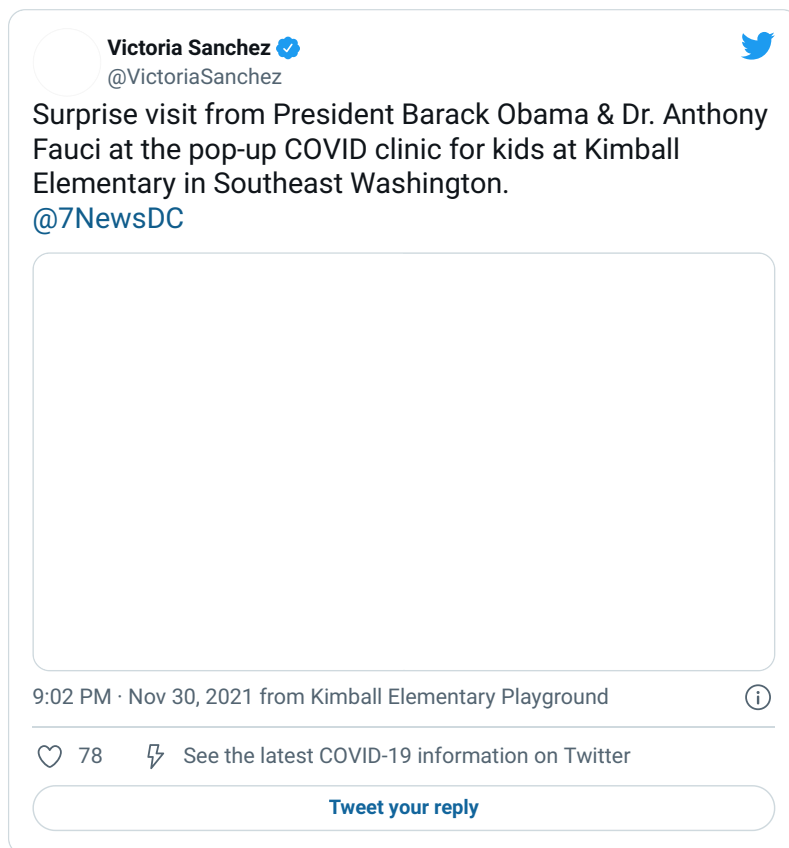 Victoria Sanchez
@VictoriaSanchez
Surprise visit from President Barack Obama & Dr. Anthony
Fauci at the pop-up COVID clinic for kids at Kimball
Elementary in Southeast Washington.
@7NewsDC
9:02 PM · Nov 30, 2021 from Kimball Elementary Playground
78 See the latest COVID-19 information on Twitter
Tweet your reply